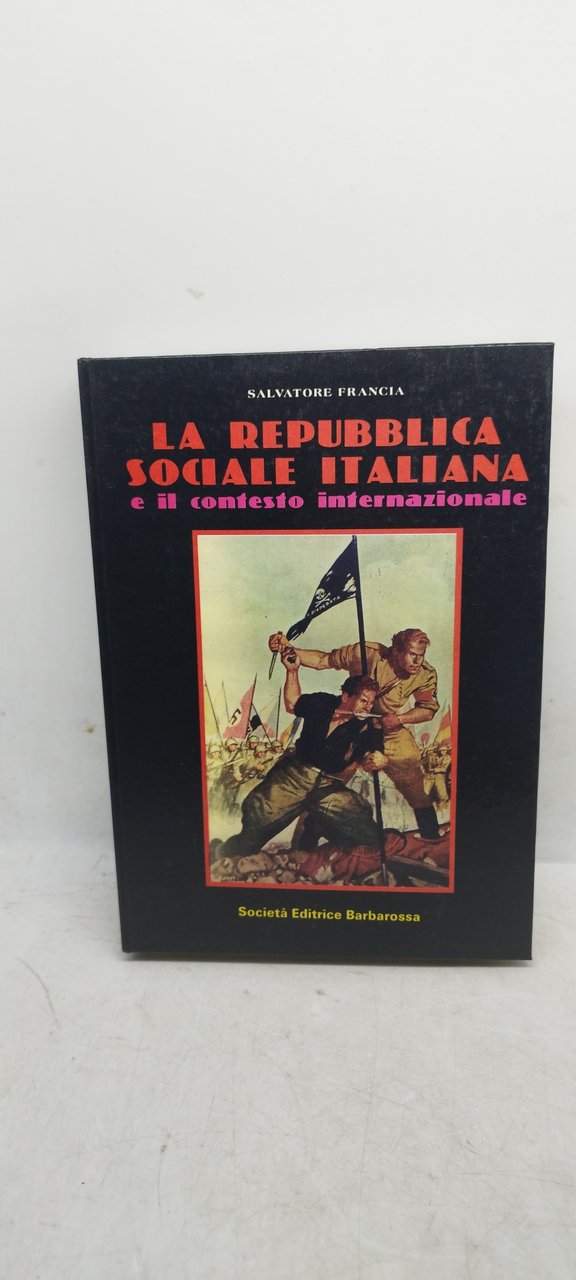 SALVATORE FRANCIA
LA REPUBBLICA
SOCIALE ITALIANA
e il contesto internazionale
Società Editrice Barbarossa